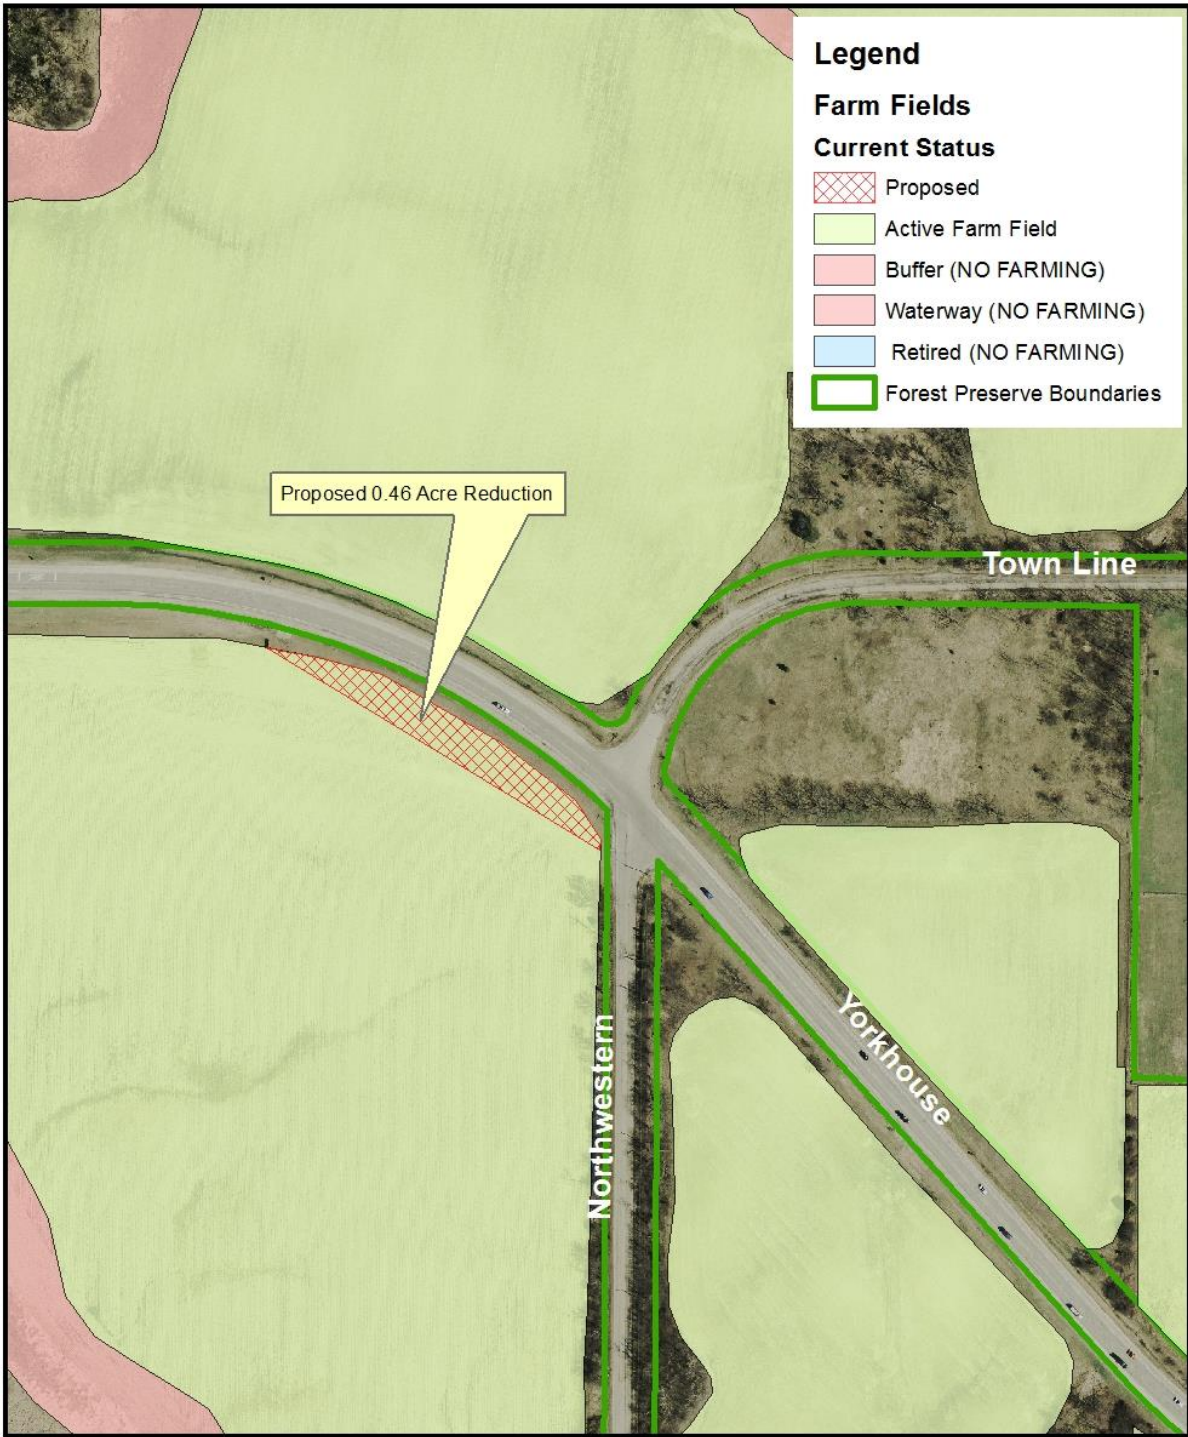 Legend
Farm Fields
Current Status
Proposed
Active Farm Field
Buffer (NO FARMING)
Waterway (NO FARMING)
Retired (NO FARMING)
Forest Preserve Boundaries
Proposed 0.46 Acre Reduction
Town Line
Yorkhouse
Northwestern